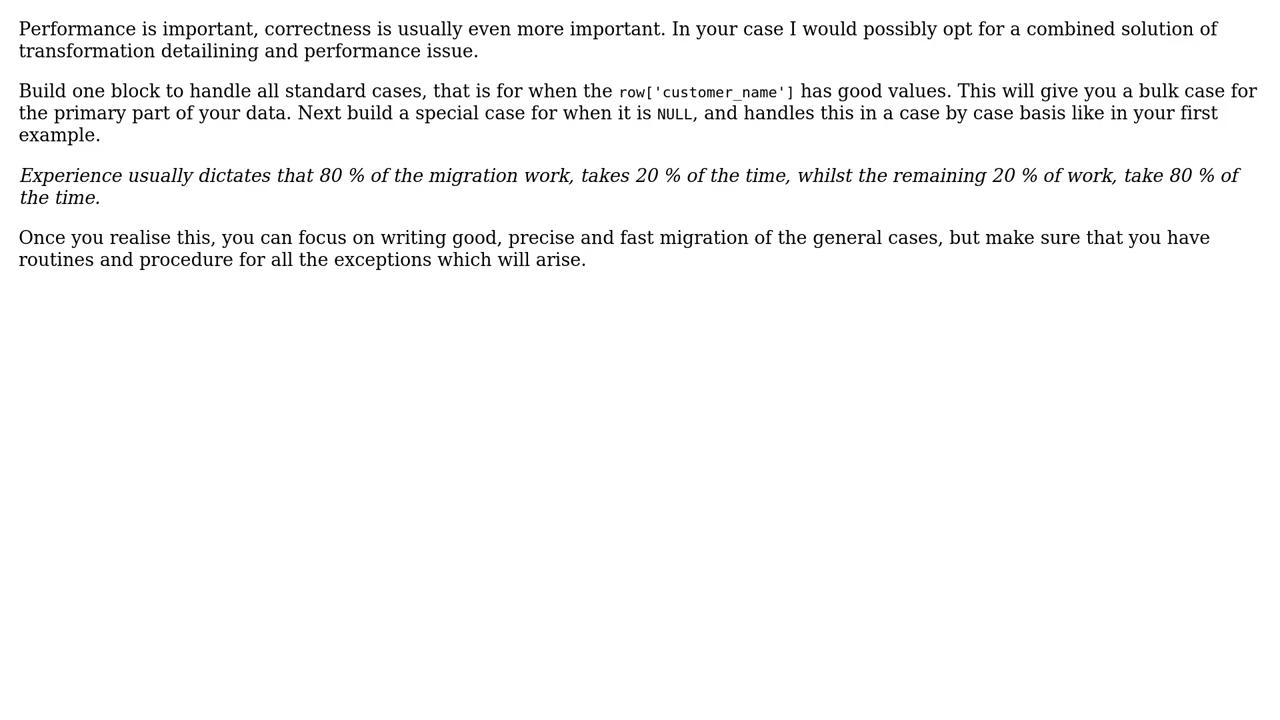 Performance is important, correctness is usually even more important. In your case I would possibly opt for a combined solution of
transformation detailining and performance issue.
Build one block to handle all standard cases, that is for when the row['customer_name'] has good values. This will give you a bulk case for
the primary part of your data. Next build a special case for when it is NULL, and handles this in a case by case basis like in your first
example.
Experience usually dictates that 80 % of the migration work, takes 20 % of the time, whilst the remaining 20 % of work, take 80 % of
the time.
Once you realise this, you can focus on writing good, precise and fast migration of the general cases, but make sure that you have
routines and procedure for all the exceptions which will arise.